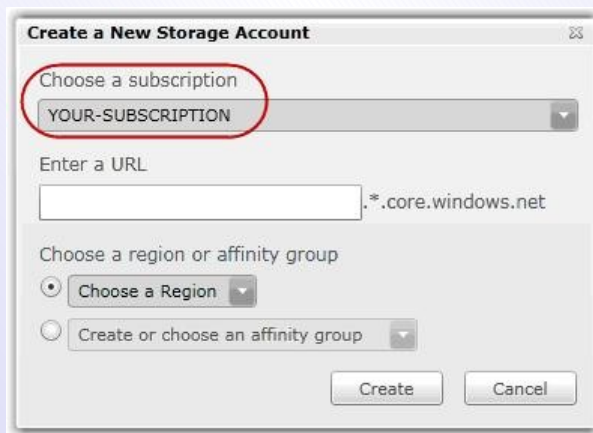 Create a New Storage Account
Choose a subscription
YOUR-SUBSCRIPTION
Enter a URL
.*.core.windows.net
Choose a region or affinity group
Choose a Region
Create or choose an affinity group
Create Cancel